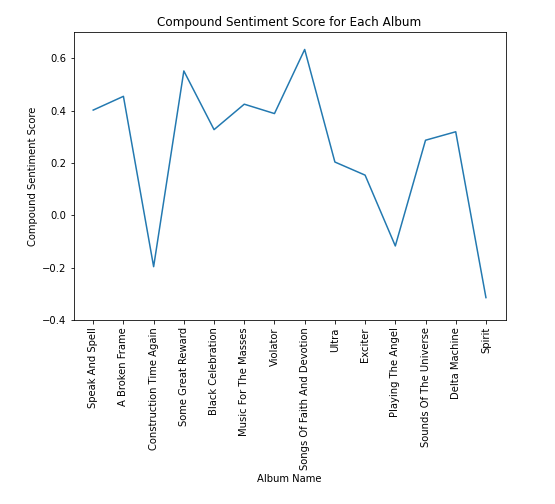 Compound Sentiment Score for Each Album
Compound Sentiment Score
0.6
0.4
0.2
0.0
−0.2
−0.4
Speak And Spell
A Broken Frame
Construction Time Again
Some Great Reward
Black Celebration
Music For The Masses
Violator
Songs Of Faith And Devotion
Ultra
Exciter
Playing The Angel
Sounds Of The Universe
Delta Machine
Spirit
Album Name